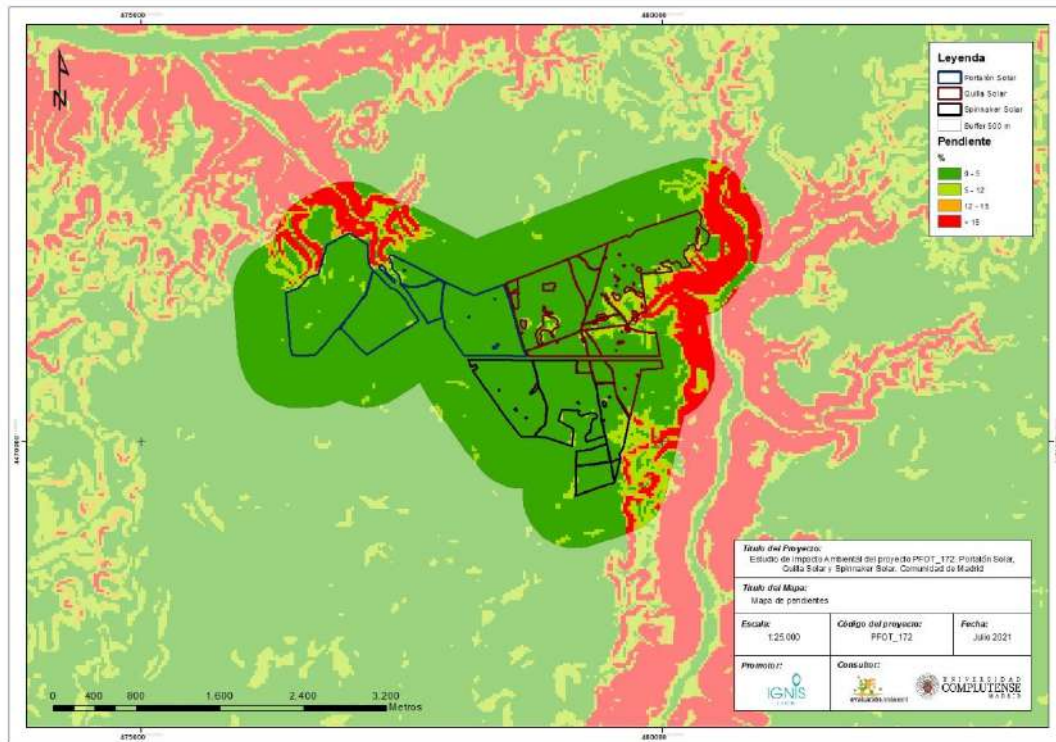 475000
480000
Leyenda
Portalón Solar
Quilla Solar
Spinnaker Solar
Buffer 500 m
Pendiente
%
0 - 5
5 - 12
12 - 15
> 15
4470000
Título del Proyecto:
Estudio de Impacto Ambiental del proyecto PFOT_172: Portalón Solar,
Quilla Solar y Spinnaker Solar. Comunidad de Madrid
Título del Mapa:
Mapa de pendientes
Escala: Código del proyecto: Fecha:
1:25.000 PFOT_172 Julio 2021
Promotor: Consultor:
IGNIS
UNIVERSIDAD
COMPLUTENSE
MADRID
0 400 800 1.600 2.400 3.200
Metros
475000
480000